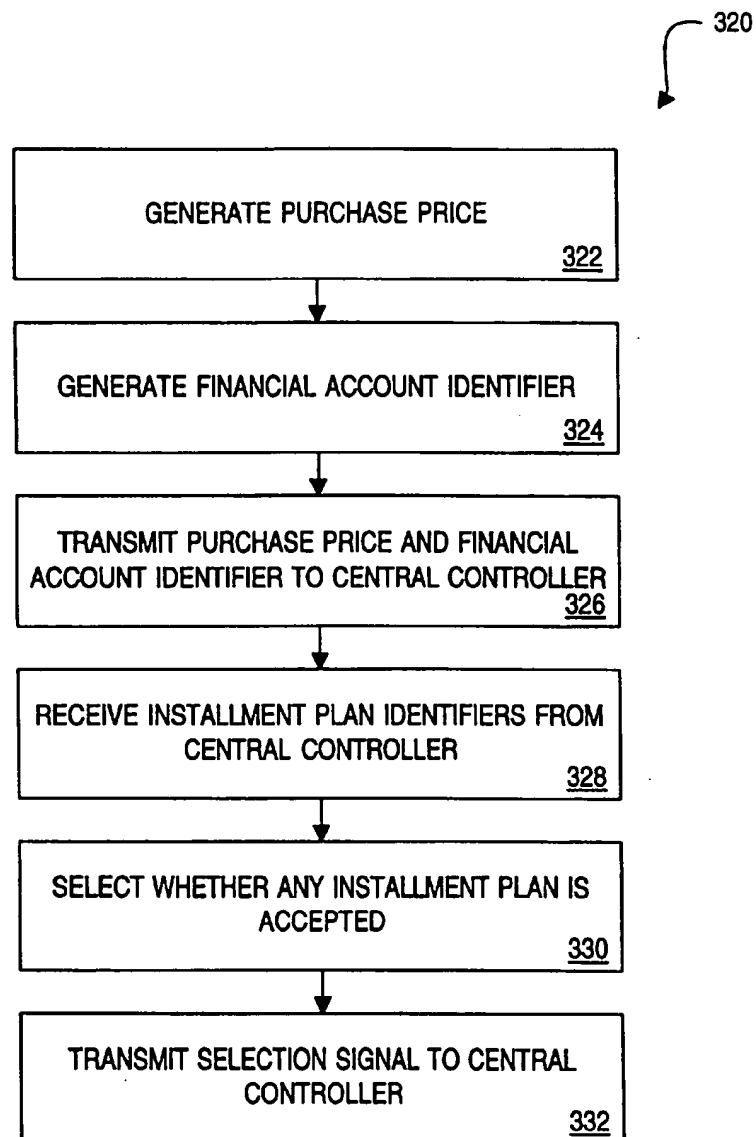 320
GENERATE PURCHASE PRICE
322
GENERATE FINANCIAL ACCOUNT IDENTIFIER
324
TRANSMIT PURCHASE PRICE AND FINANCIAL
ACCOUNT IDENTIFIER TO CENTRAL CONTROLLER
326
RECEIVE INSTALLMENT PLAN IDENTIFIERS FROM
CENTRAL CONTROLLER
328
SELECT WHETHER ANY INSTALLMENT PLAN IS
ACCEPTED
330
TRANSMIT SELECTION SIGNAL TO CENTRAL
CONTROLLER
332